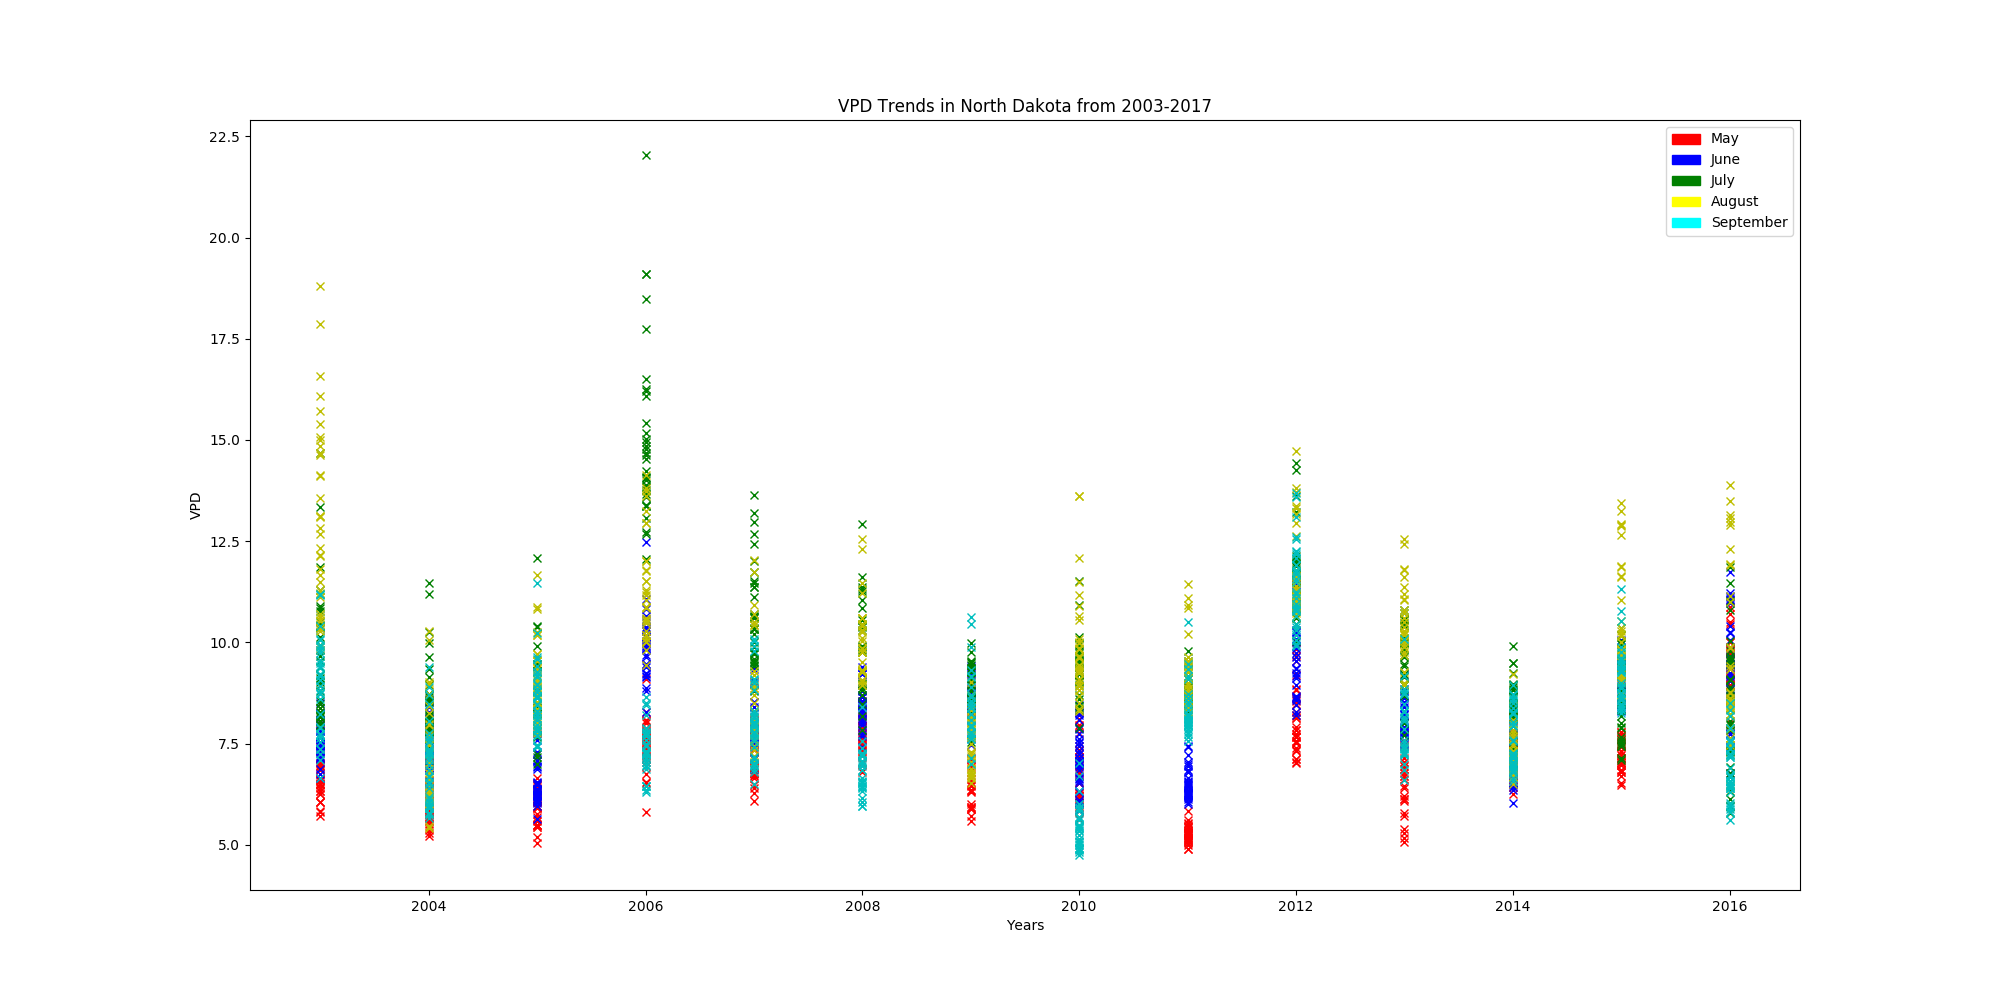 VPD Trends in North Dakota from 2003-2017
22.5
20.0
17.5
15.0
12.5
10.0
7.5
5.0
VPD
May
June
July
August
September
2004 2006 2008 2010 2012 2014 2016
Years